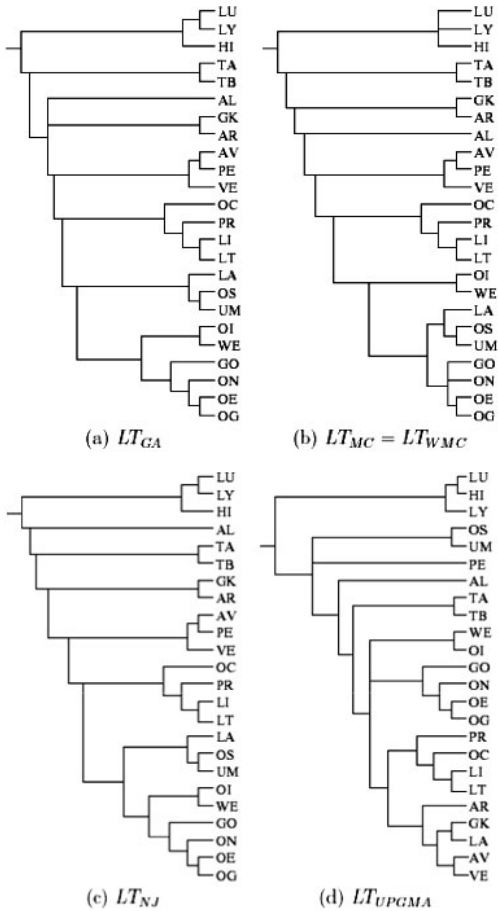 LU
LY
HI
TA
TB
AL
GK
AR
AV
PE
VE
OC
PR
LI
LT
LA
OS
UM
OI
WE
GO
ON
OE
OG
(a) LT_GA
LU
LY
HI
TA
TB
GK
AR
AL
AV
PE
VE
OC
PR
LI
LT
OI
WE
LA
OS
UM
GO
ON
OE
OG
(b) LT_MC = LT_WMC
LU
LY
HI
AL
TA
TB
GK
AR
AV
PE
VE
OC
PR
LI
LT
LA
OS
UM
OI
WE
GO
ON
OE
OG
(c) LT_NJ
LU
HI
LY
OS
UM
PE
AL
TA
TB
WE
OI
GO
ON
OE
OG
PR
OC
LI
LT
AR
GK
LA
AV
VE
(d) LT_UPGMA